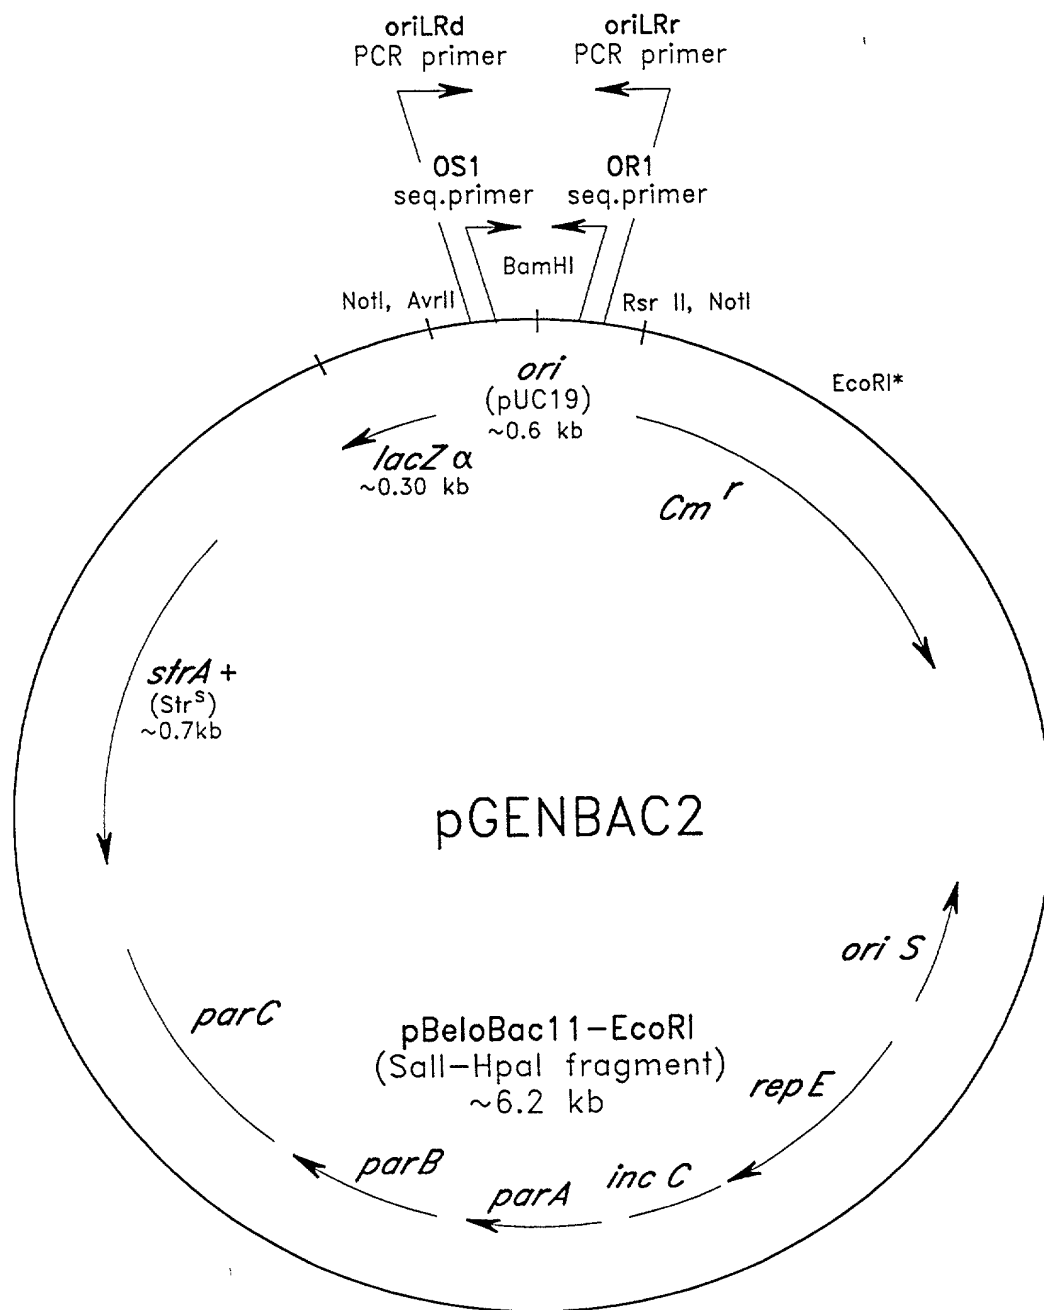 oriLRd
PCR primer
oriLRr
PCR primer
OS1
seq.primer
OR1
seq.primer
BamHI
NotI, AvrII
Rsr II, NotI
EcoRI*
ori
(pUC19)
~0.6 kb
lacZ α
~0.30 kb
Cm r
strA +
(Str s)
~0.7kb
pGENBAC2
ori S
parC
pBeloBac11-EcoRI
(SalI-HpaI fragment)
~6.2 kb
repE
parB
inc C
parA